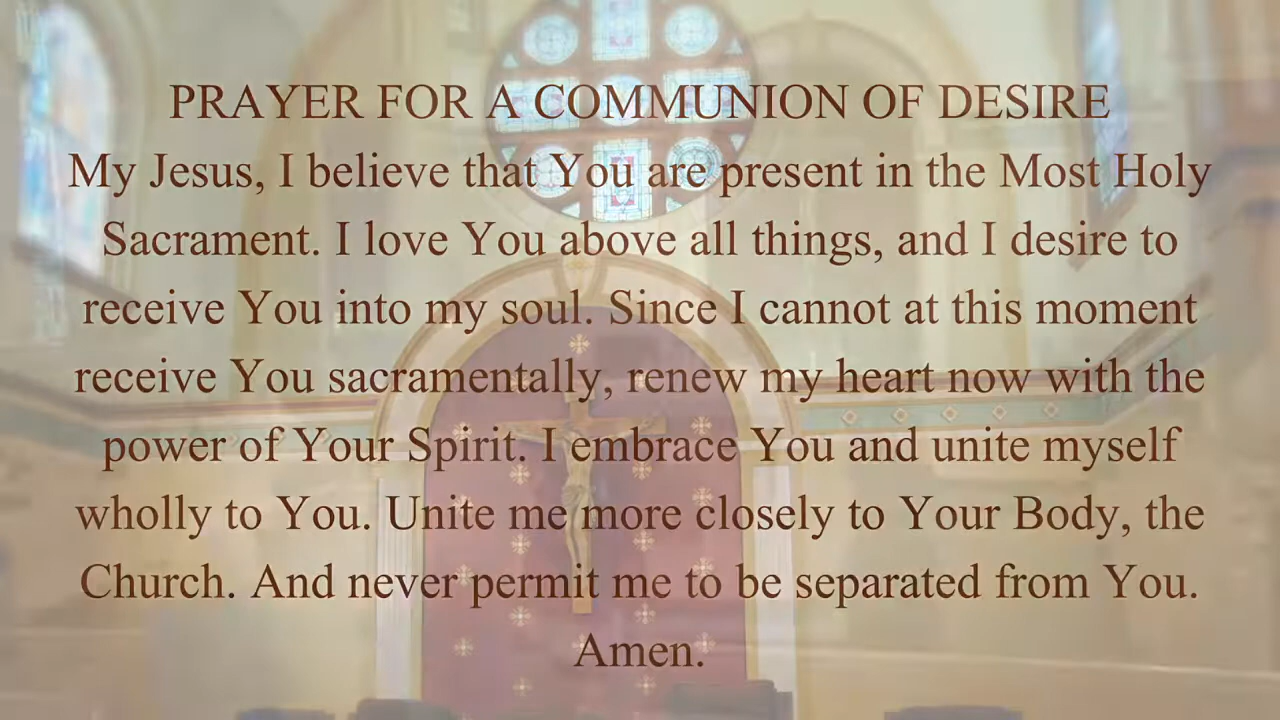 PRAYER FOR A COMMUNION OF DESIRE
My Jesus, I believe that You are present in the Most Holy
Sacrament. I love You above all things, and I desire to
receive You into my soul. Since I cannot at this moment
receive You sacramentally, renew my heart now with the
power of Your Spirit. I embrace You and unite myself
wholly to You. Unite me more closely to Your Body, the
Church. And never permit me to be separated from You.
Amen.